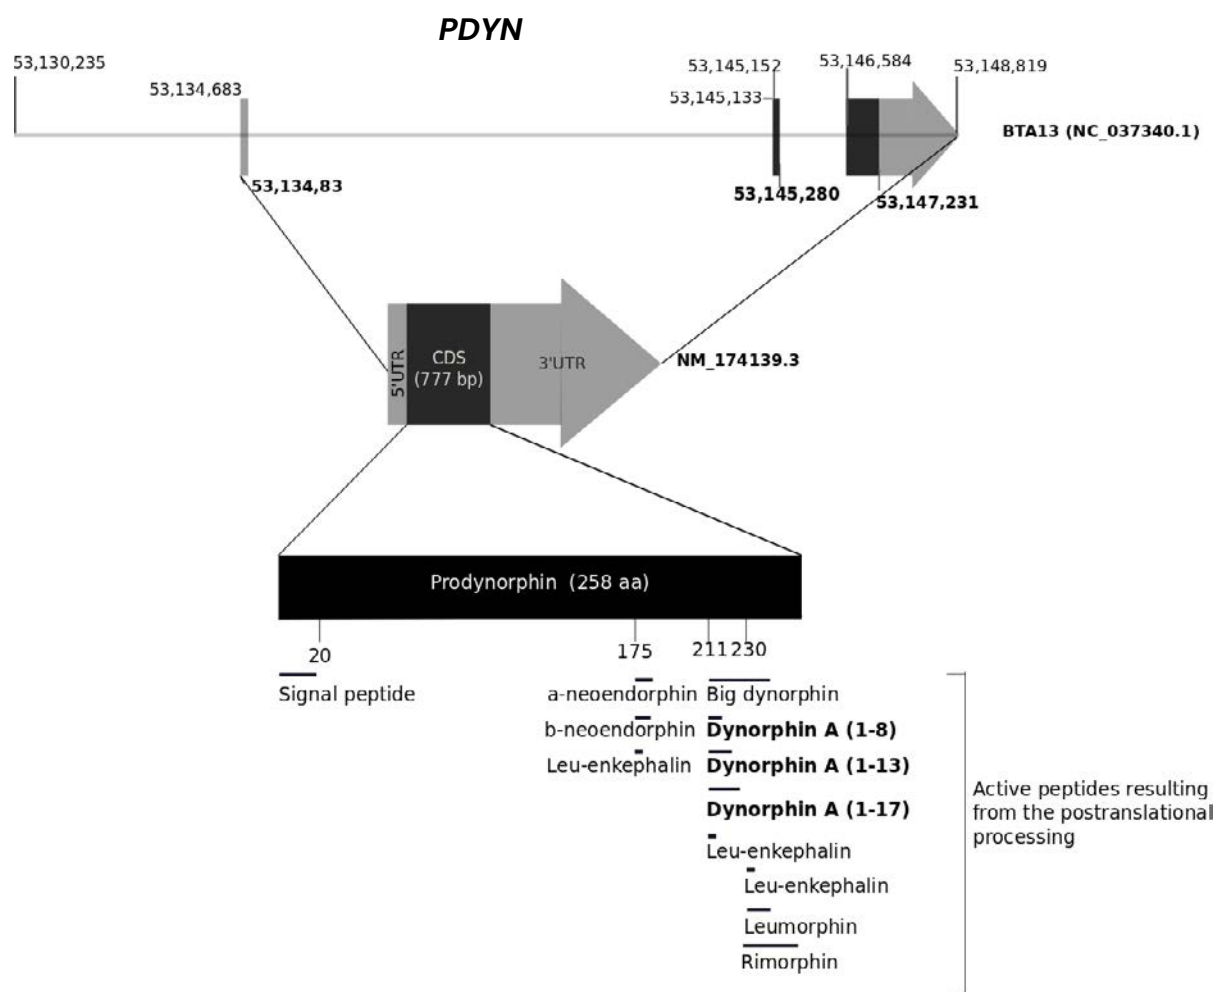 PDYN
53,130,235
53,134,683
53,145,152
53,145,133
53,146,584
53,148,819
BTA13 (NC_037340.1)
53,134,83
53,145,280
53,147,231
5'UTR
CDS
(777 bp)
3'UTR
NM_174139.3
Prodynorphin (258 aa)
20
175
211
230
Signal peptide
a-neoendorphin
Big dynorphin
b-neoendorphin
Dynorphin A (1-8)
Leu-enkephalin
Dynorphin A (1-13)
Dynorphin A (1-17)
Leu-enkephalin
Leu-enkephalin
Leumorphin
Rimorphin
Active peptides resulting
from the postranslational
processing